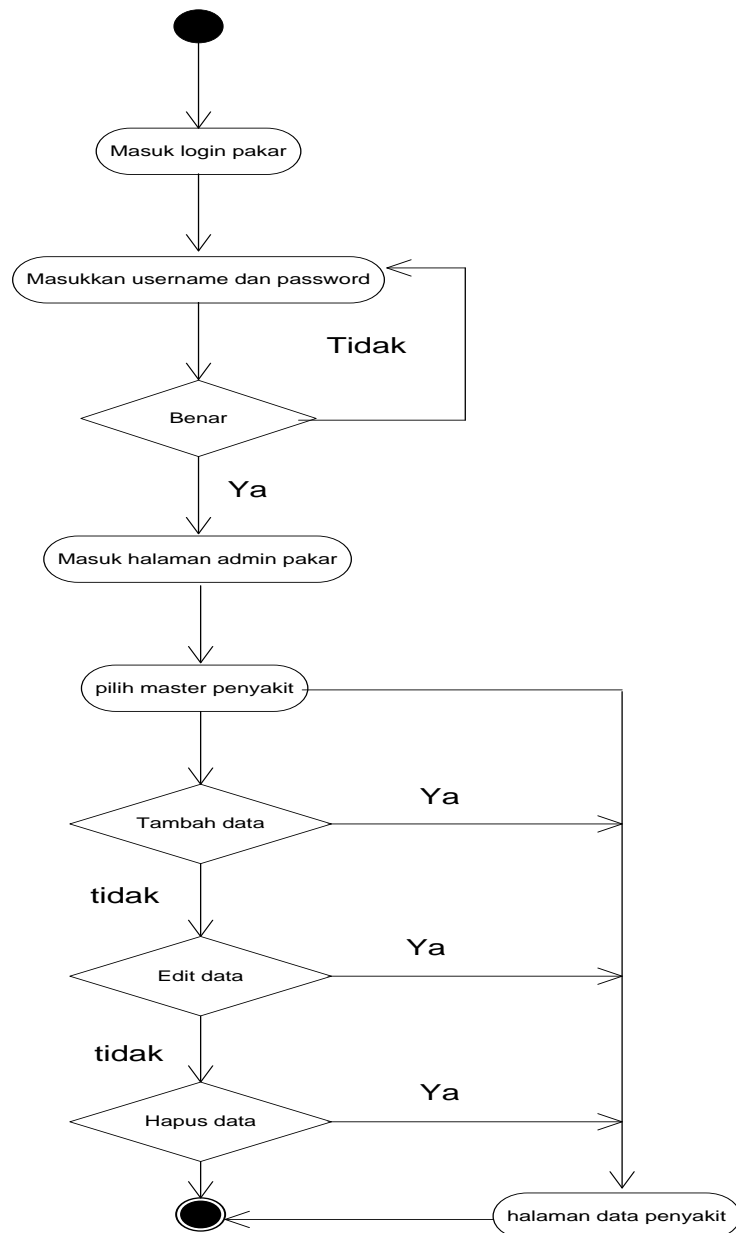 Masuk login pakar
Masukkan username dan password
Tidak
Benar
Ya
Masuk halaman admin pakar
pilih master penyakit
Ya
Tambah data
tidak
Ya
Edit data
tidak
Ya
Hapus data
halaman data penyakit